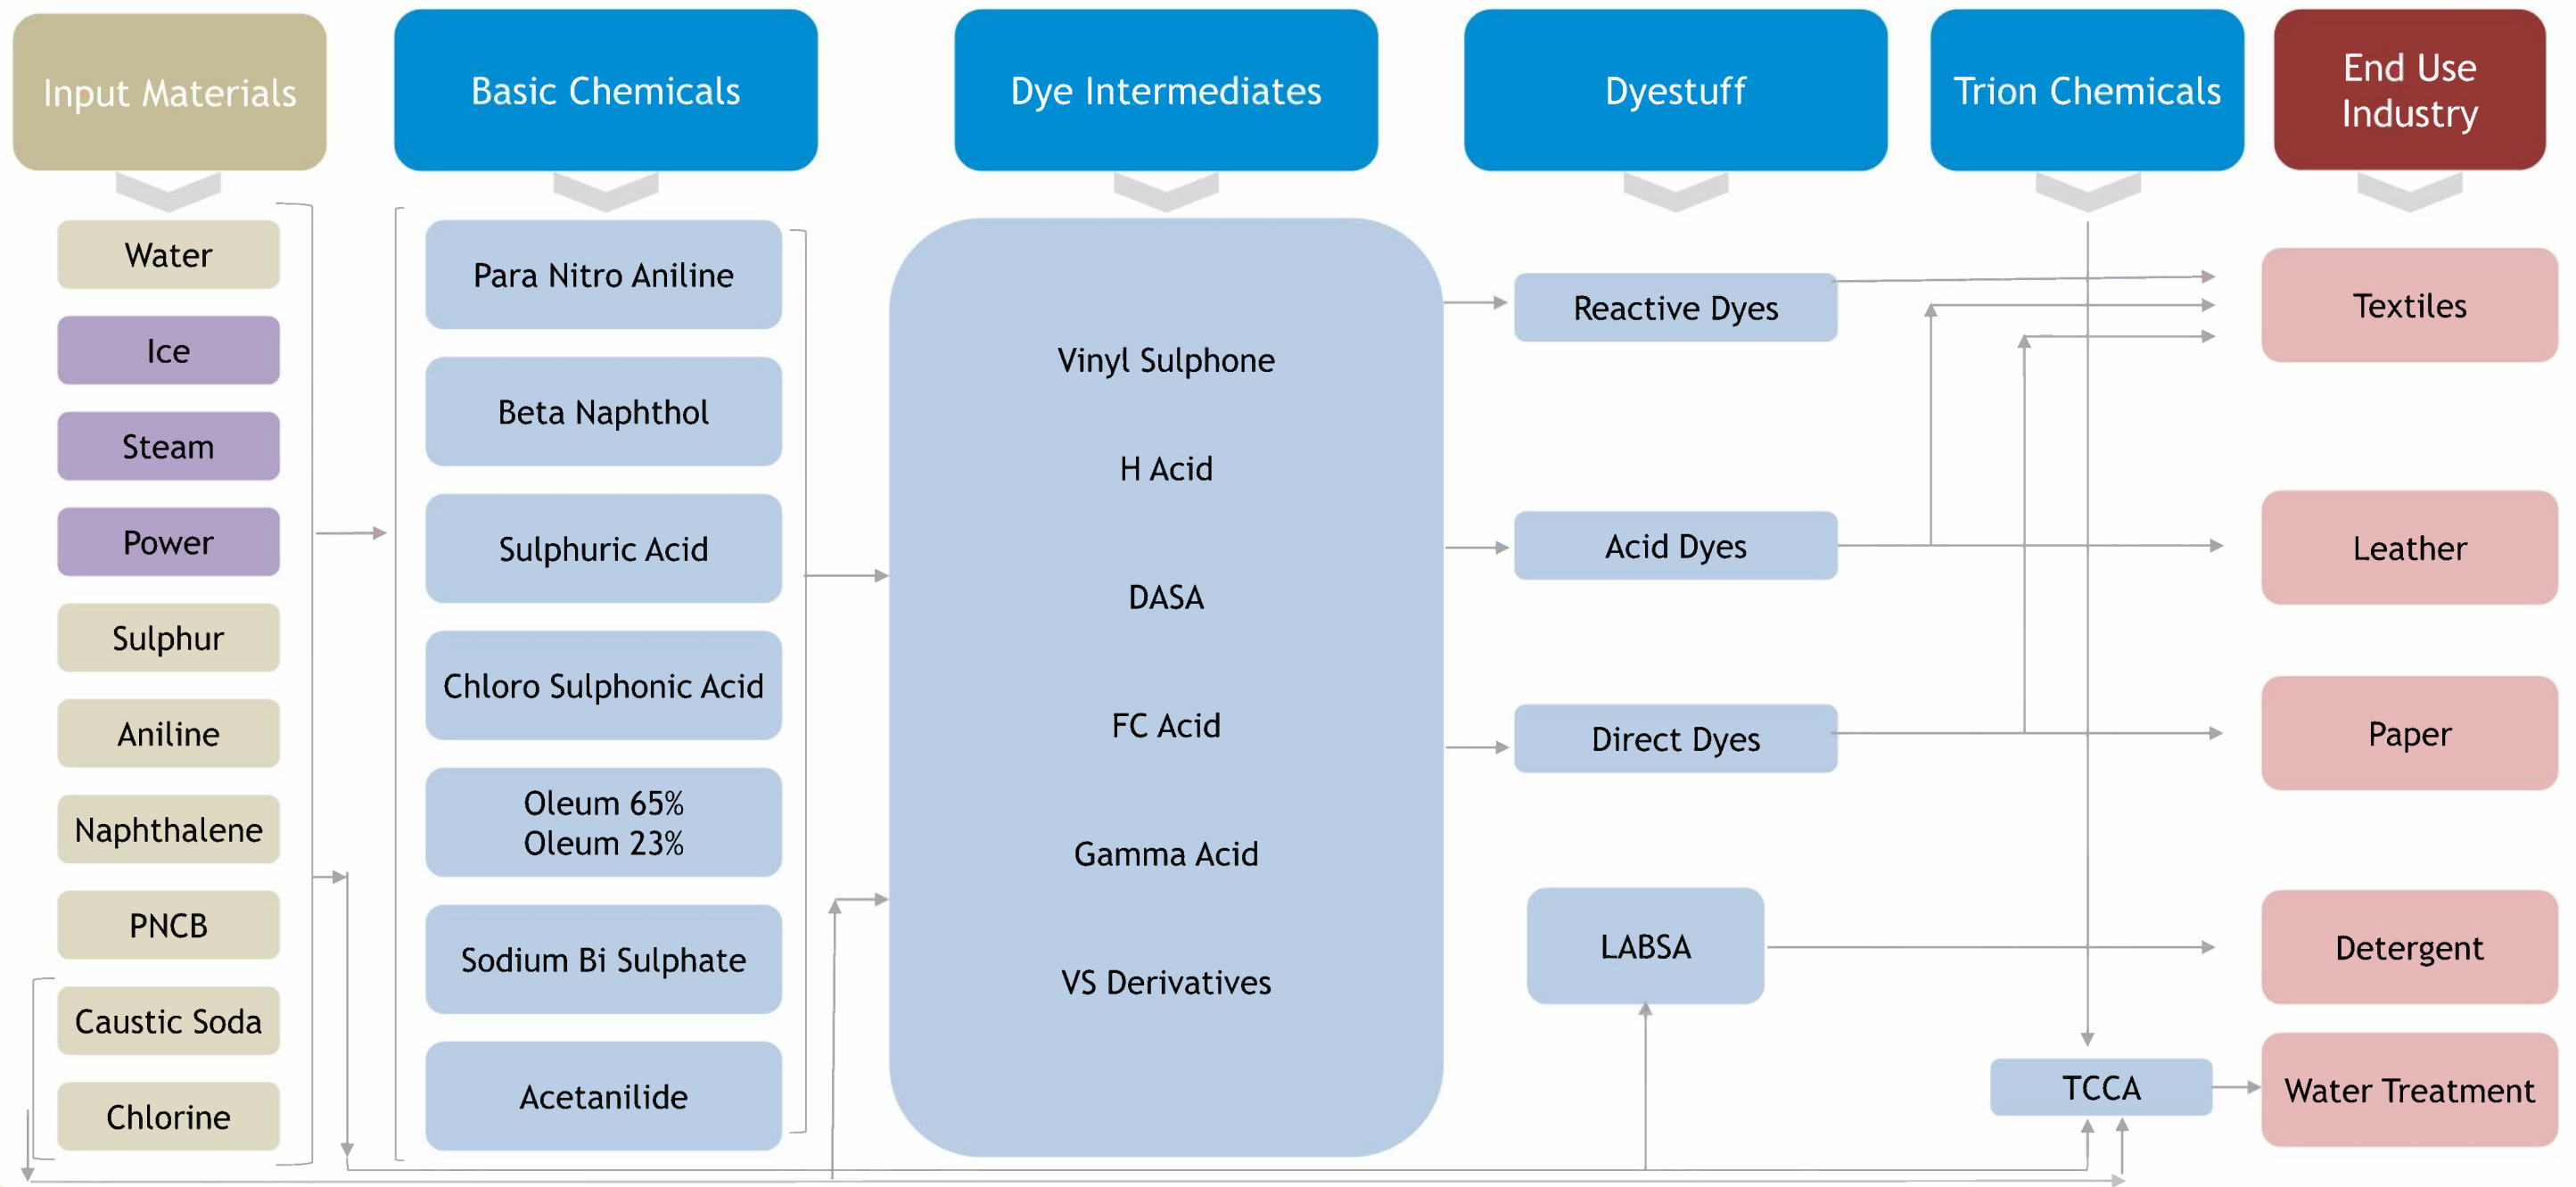 Input Materials
Basic Chemicals
Dye Intermediates
Dyestuff
Trion Chemicals
End Use
Industry
Water
Ice
Steam
Power
Sulphur
Aniline
Naphthalene
PNCB
Caustic Soda
Chlorine
Para Nitro Aniline
Beta Naphthol
Sulphuric Acid
Chloro Sulphonic Acid
Oleum 65%
Oleum 23%
Sodium Bi Sulphate
Acetanilide
Vinyl Sulphone
H Acid
DASA
FC Acid
Gamma Acid
VS Derivatives
Reactive Dyes
Acid Dyes
Direct Dyes
LABSA
TCCA
Textiles
Leather
Paper
Detergent
Water Treatment